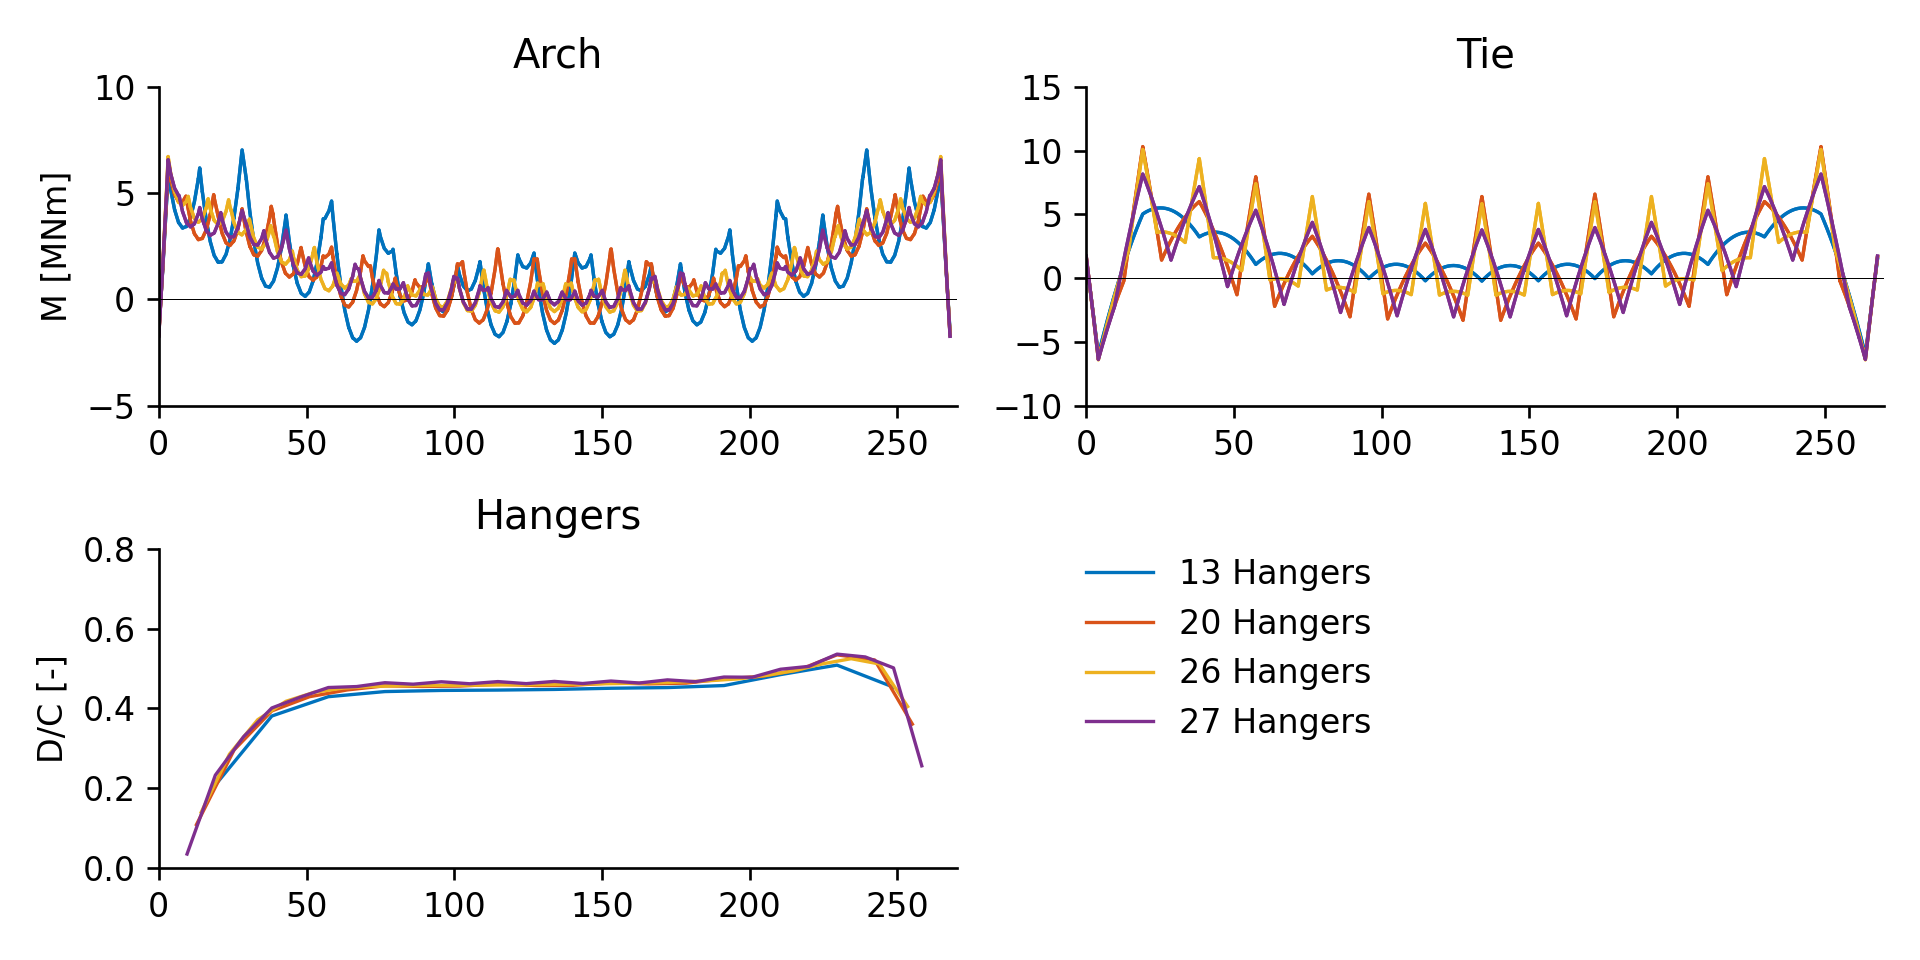 Arch
M [MNm]
10
5
0
−5
0 50 100 150 200 250
Tie
15
10
5
0
−5
−10
0 50 100 150 200 250
Hangers
D/C [-]
0.8
0.6
0.4
0.2
0.0
0 50 100 150 200 250
13 Hangers
20 Hangers
26 Hangers
27 Hangers